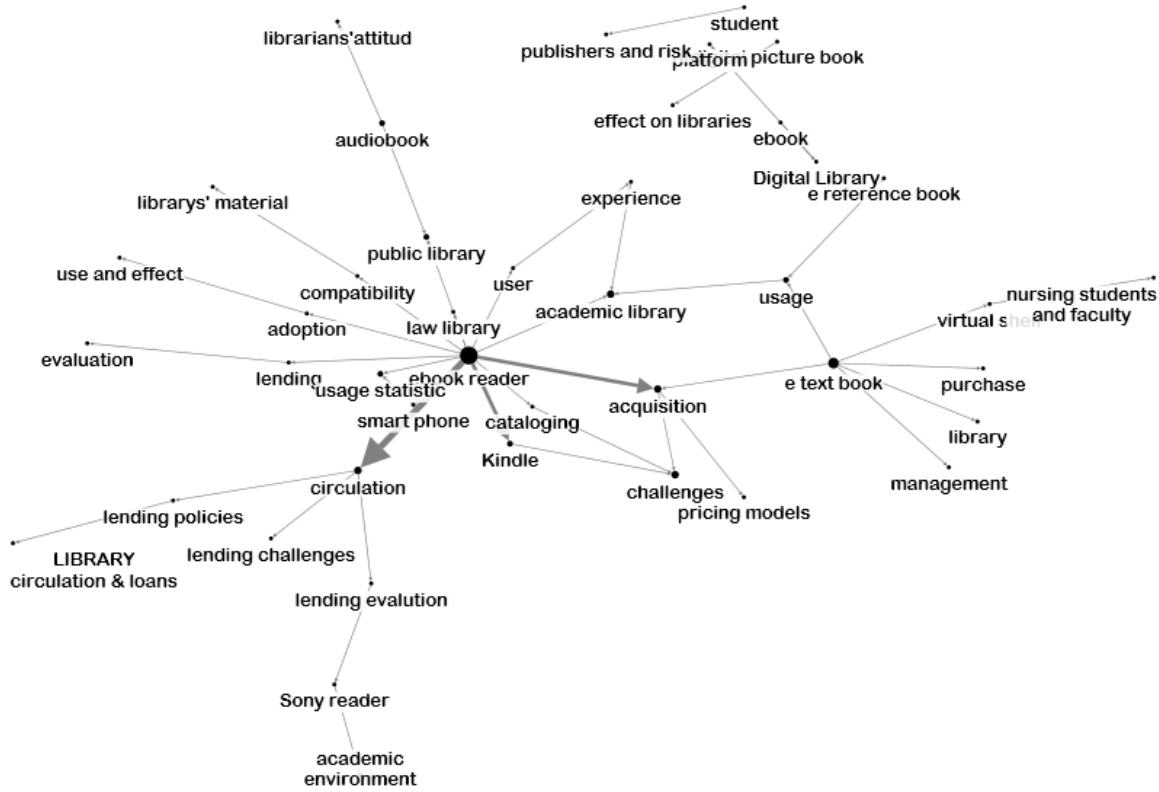 student
librarians'attitud
publishers and risk
platform
picture book
effect on libraries
ebook
audiobook
Digital Library
e reference book
experience
librarys' material
public library
use and effect
user
compatibility
academic library
usage
nursing students
and faculty
virtual shelf
adoption
law library
evaluation
lending
ebook reader
usage statistic
e text book
purchase
acquisition
smart phone
cataloging
library
Kindle
management
circulation
challenges
pricing models
lending policies
lending challenges
LIBRARY
circulation & loans
lending evalution
Sony reader
academic
environment